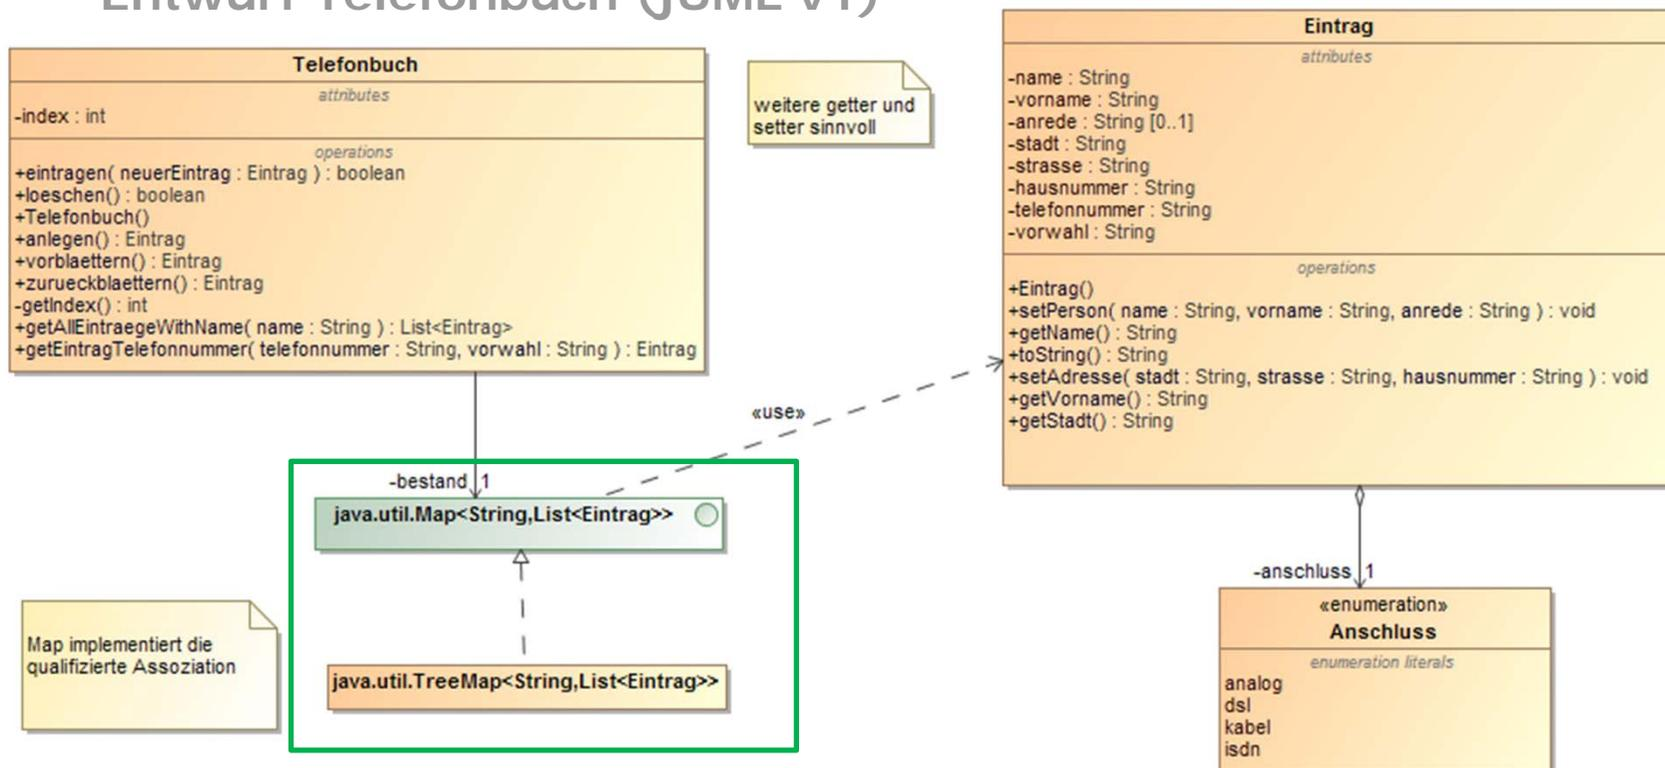 Entwurf Telefonbuch (jUML v1)
Telefonbuch
attributes
-index : int
operations
+eintragen( neuerEintrag : Eintrag ) : boolean
+loeschen() : boolean
+Telefonbuch()
+anlegen() : Eintrag
+vorblaettern() : Eintrag
+zurueckblaettern() : Eintrag
-getIndex() : int
+getAllEintraegeWithName( name : String ) : List<Eintrag>
+getEintragTelefonnummer( telefonnummer : String, vorwahl : String ) : Eintrag
weitere getter und
setter sinnvoll
Eintrag
attributes
-name : String
-vorname : String
-anrede : String [0..1]
-stadt : String
-strasse : String
-hausnummer : String
-telefonnummer : String
-vorwahl : String
operations
+Eintrag()
+setPerson( name : String, vorname : String, anrede : String ) : void
+getName() : String
+toString() : String
+setAdresse( stadt : String, strasse : String, hausnummer : String ) : void
+getVorname() : String
+getStadt() : String
«use»
-bestand 1
java.util.Map<String,List<Eintrag>>
Map implementiert die
qualifizierte Assoziation
java.util.TreeMap<String,List<Eintrag>>
-anschluss 1
«enumeration»
Anschluss
enumeration literals
analog
dsl
kabel
isdn